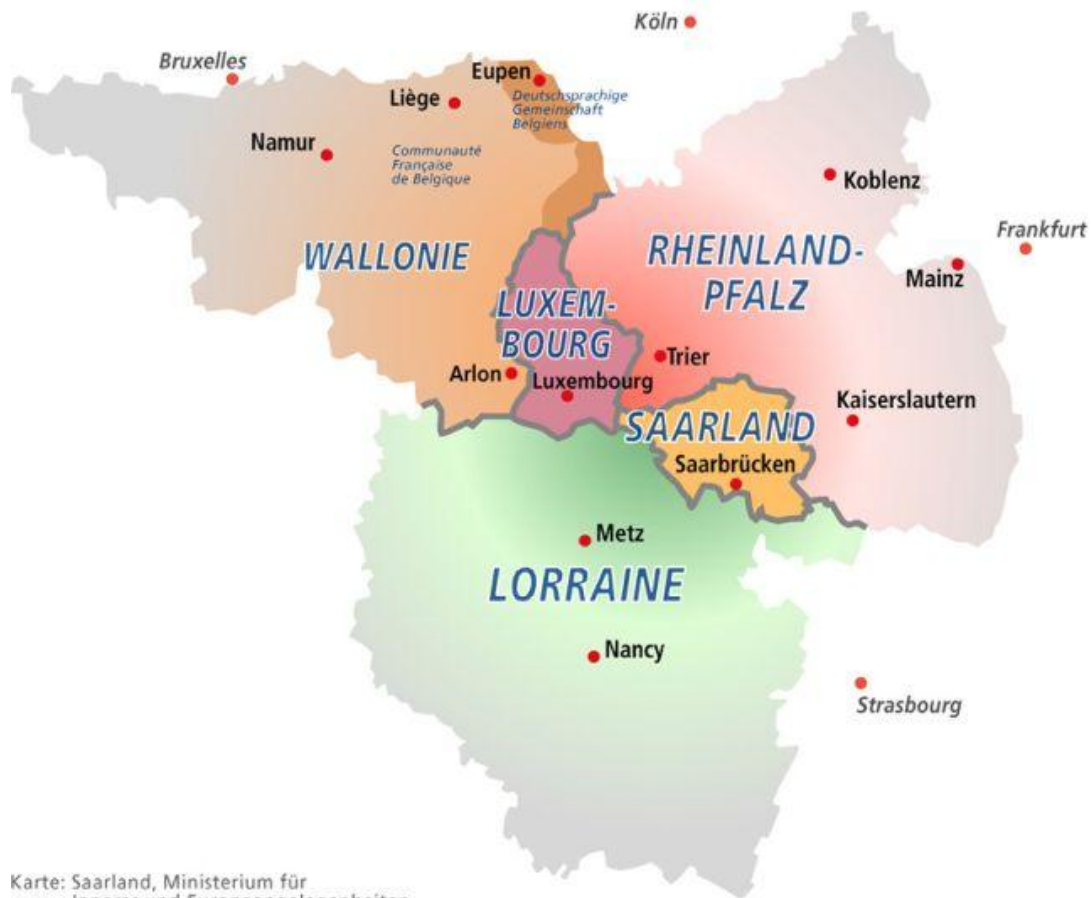 Köln
Bruxelles
Eupen
Liège
Deutschsprachige
Gemeinschaft
Belgiens
Namur
Communauté
Française
de Belgique
Koblenz
Frankfurt
WALLONIE
RHEINLAND-
PFALZ
Mainz
LUXEM-
BOURG
Trier
Arlon
Luxembourg
Kaiserslautern
SAARLAND
Saarbrücken
Metz
LORRAINE
Nancy
Strasbourg
Karte: Saarland, Ministerium für